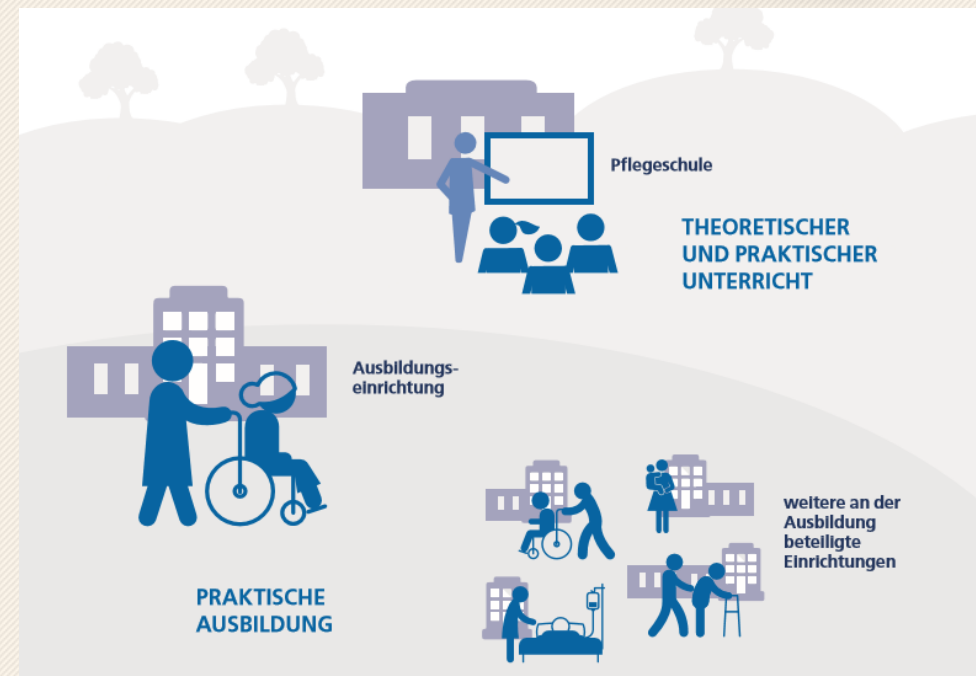 Pflegeschule
THEORETISCHER
UND PRAKTISCHER
UNTERRICHT
Ausbildungs-
einrichtung
weitere an der
Ausbildung
beteiligte
Einrichtungen
PRAKTISCHE
AUSBILDUNG